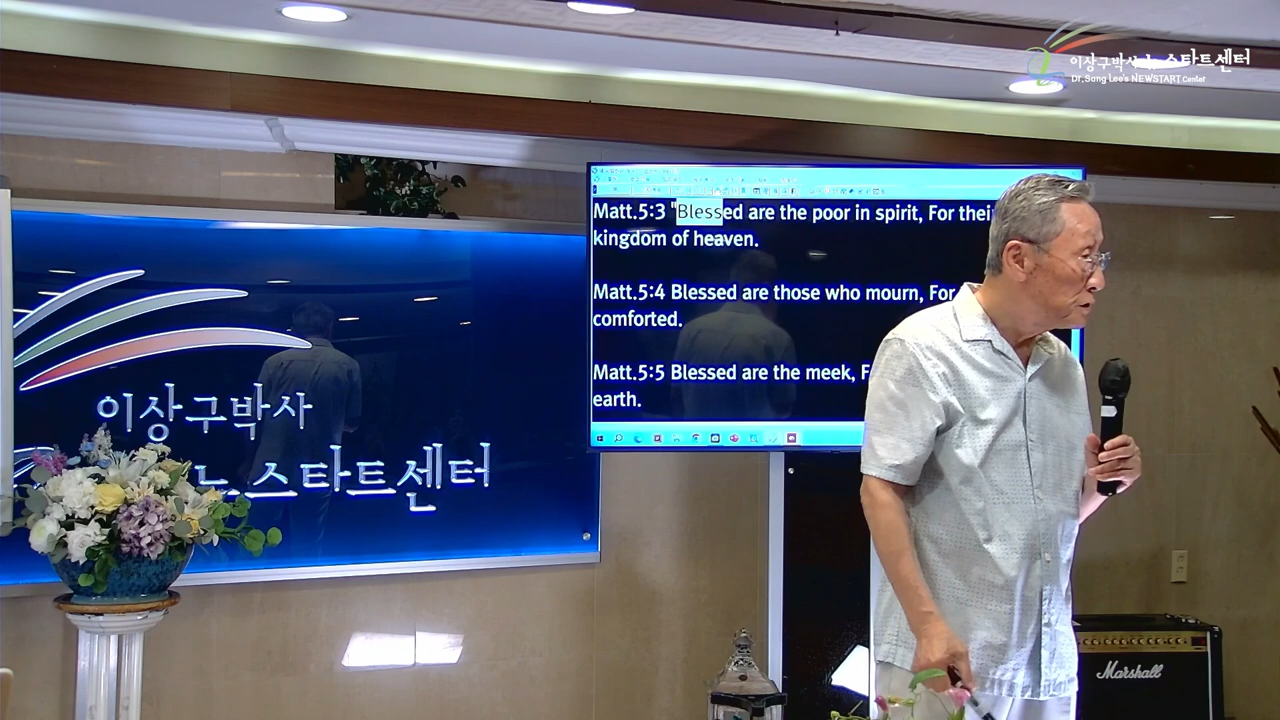 이상구박사 뉴스타트센터
Dr.Sang Lee's NEWSTART Center
Matt.5:3 "Blessed are the poor in spirit, For their
kingdom of heaven.
Matt.5:4 Blessed are those who mourn, For
comforted.
Matt.5:5 Blessed are the meek, F
earth.
이상구박사
뉴스타트센터
Marshall